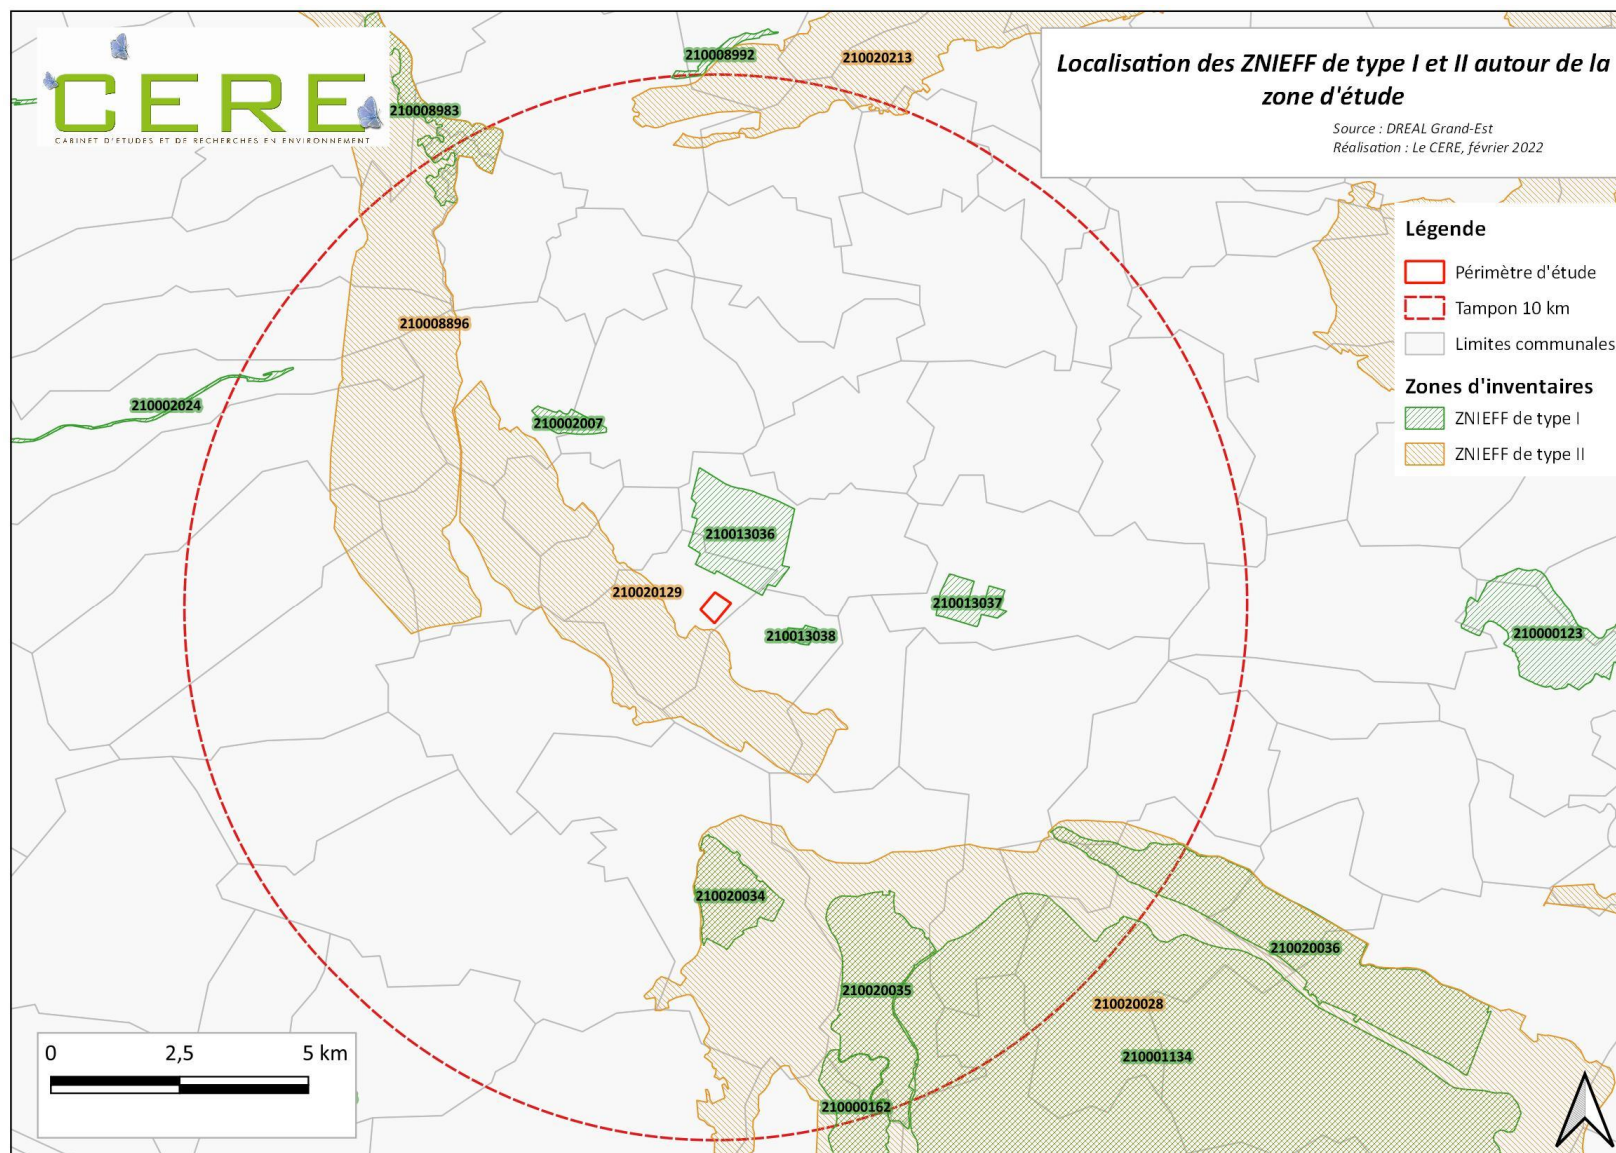 CERE
CABINET D'ETUDES ET DE RECHERCHES EN ENVIRONNEMENT
Localisation des ZNIEFF de type I et II autour de la
zone d'étude
Source : DREAL Grand-Est
Réalisation : Le CERE, février 2022
210008992
210020213
210008983
Légende
Périmètre d'étude
Tampon 10 km
Limites communales
Zones d'inventaires
ZNIEFF de type I
ZNIEFF de type II
210008896
210002024
210002007
210013036
210020129
210013037
210013038
210000123
210020034
210020036
210020035
210020028
210001134
210000162
0 2,5 5 km